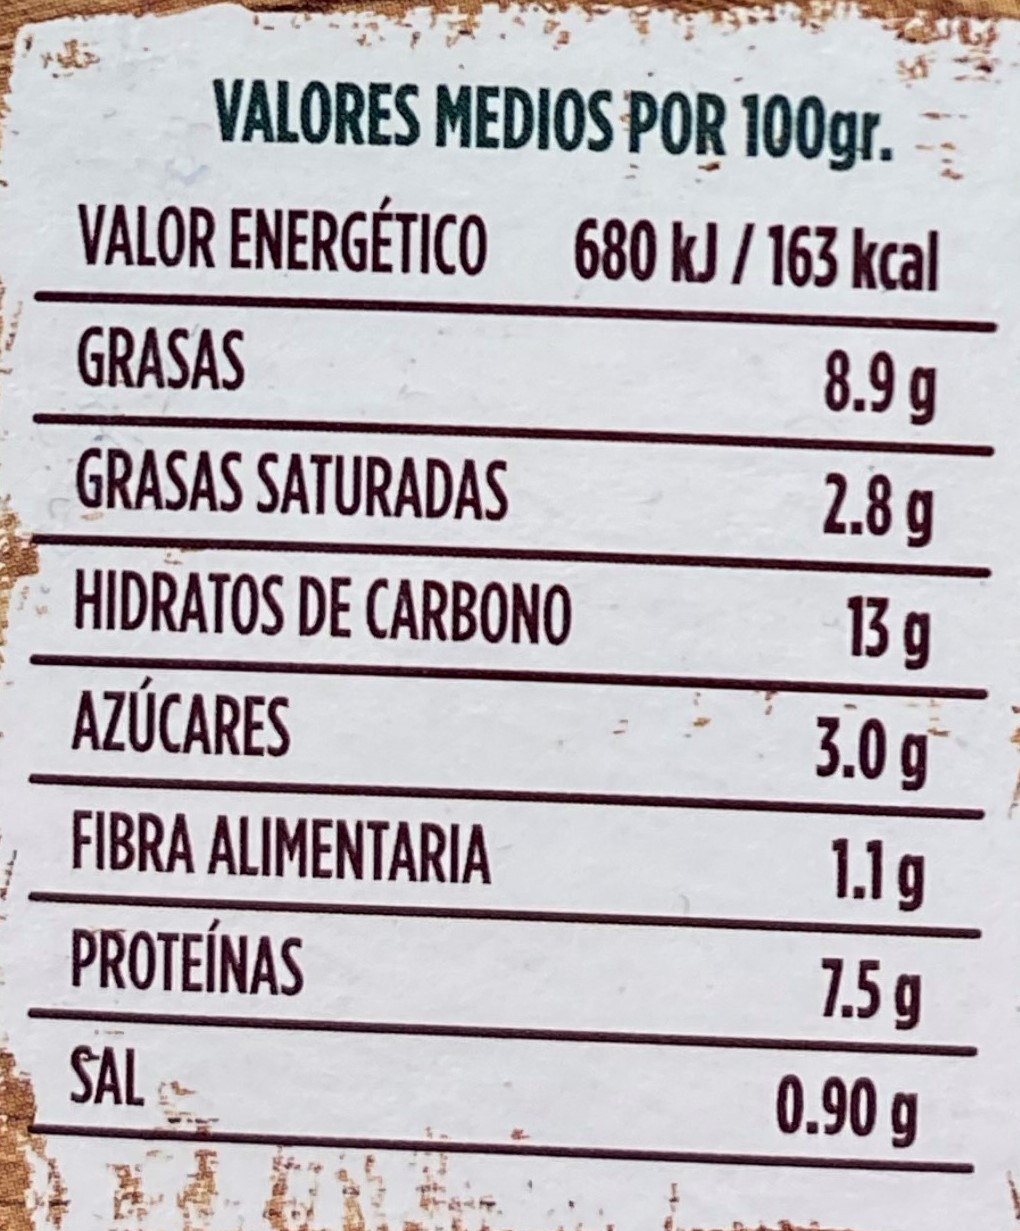 VALORES MEDIOS POR 100gr.
VALOR ENERGÉTICO 680 kJ / 163 kcal
GRASAS 8.9 g
GRASAS SATURADAS 2.8 g
HIDRATOS DE CARBONO 13 g
AZÚCARES 3.0 g
FIBRA ALIMENTARIA 1.1 g
PROTEÍNAS 7.5 g
SAL 0.90 g